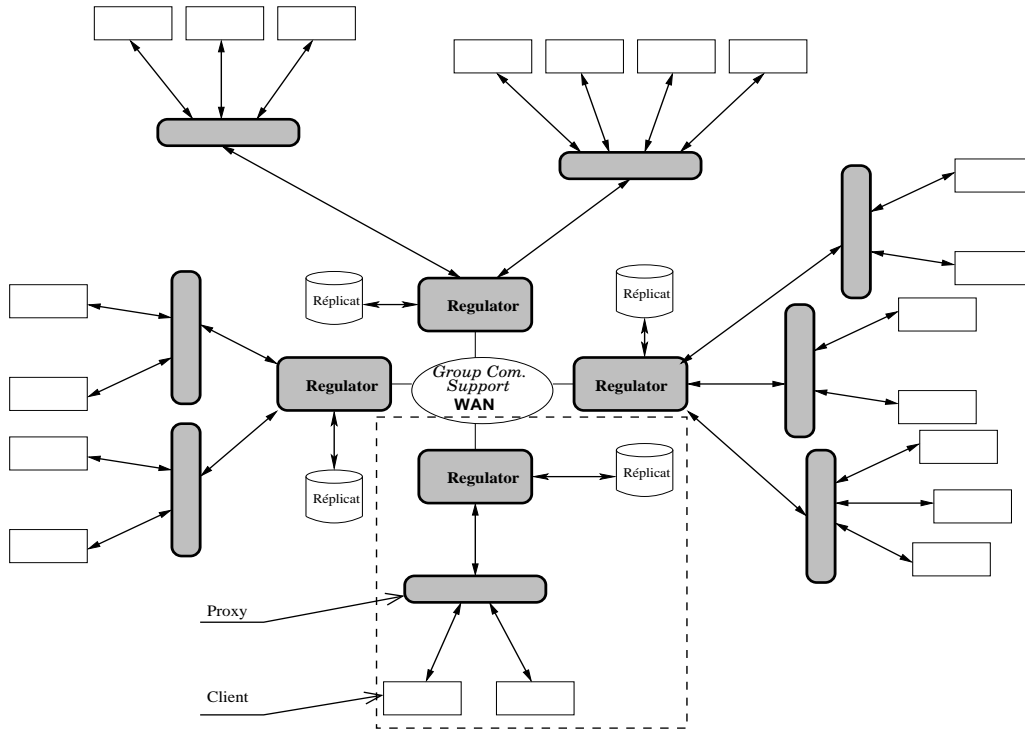 Réplicat
Regulator
Réplicat
Regulator
Group Com.
Support
WAN
Regulator
Réplicat
Regulator
Réplicat
Proxy
Client